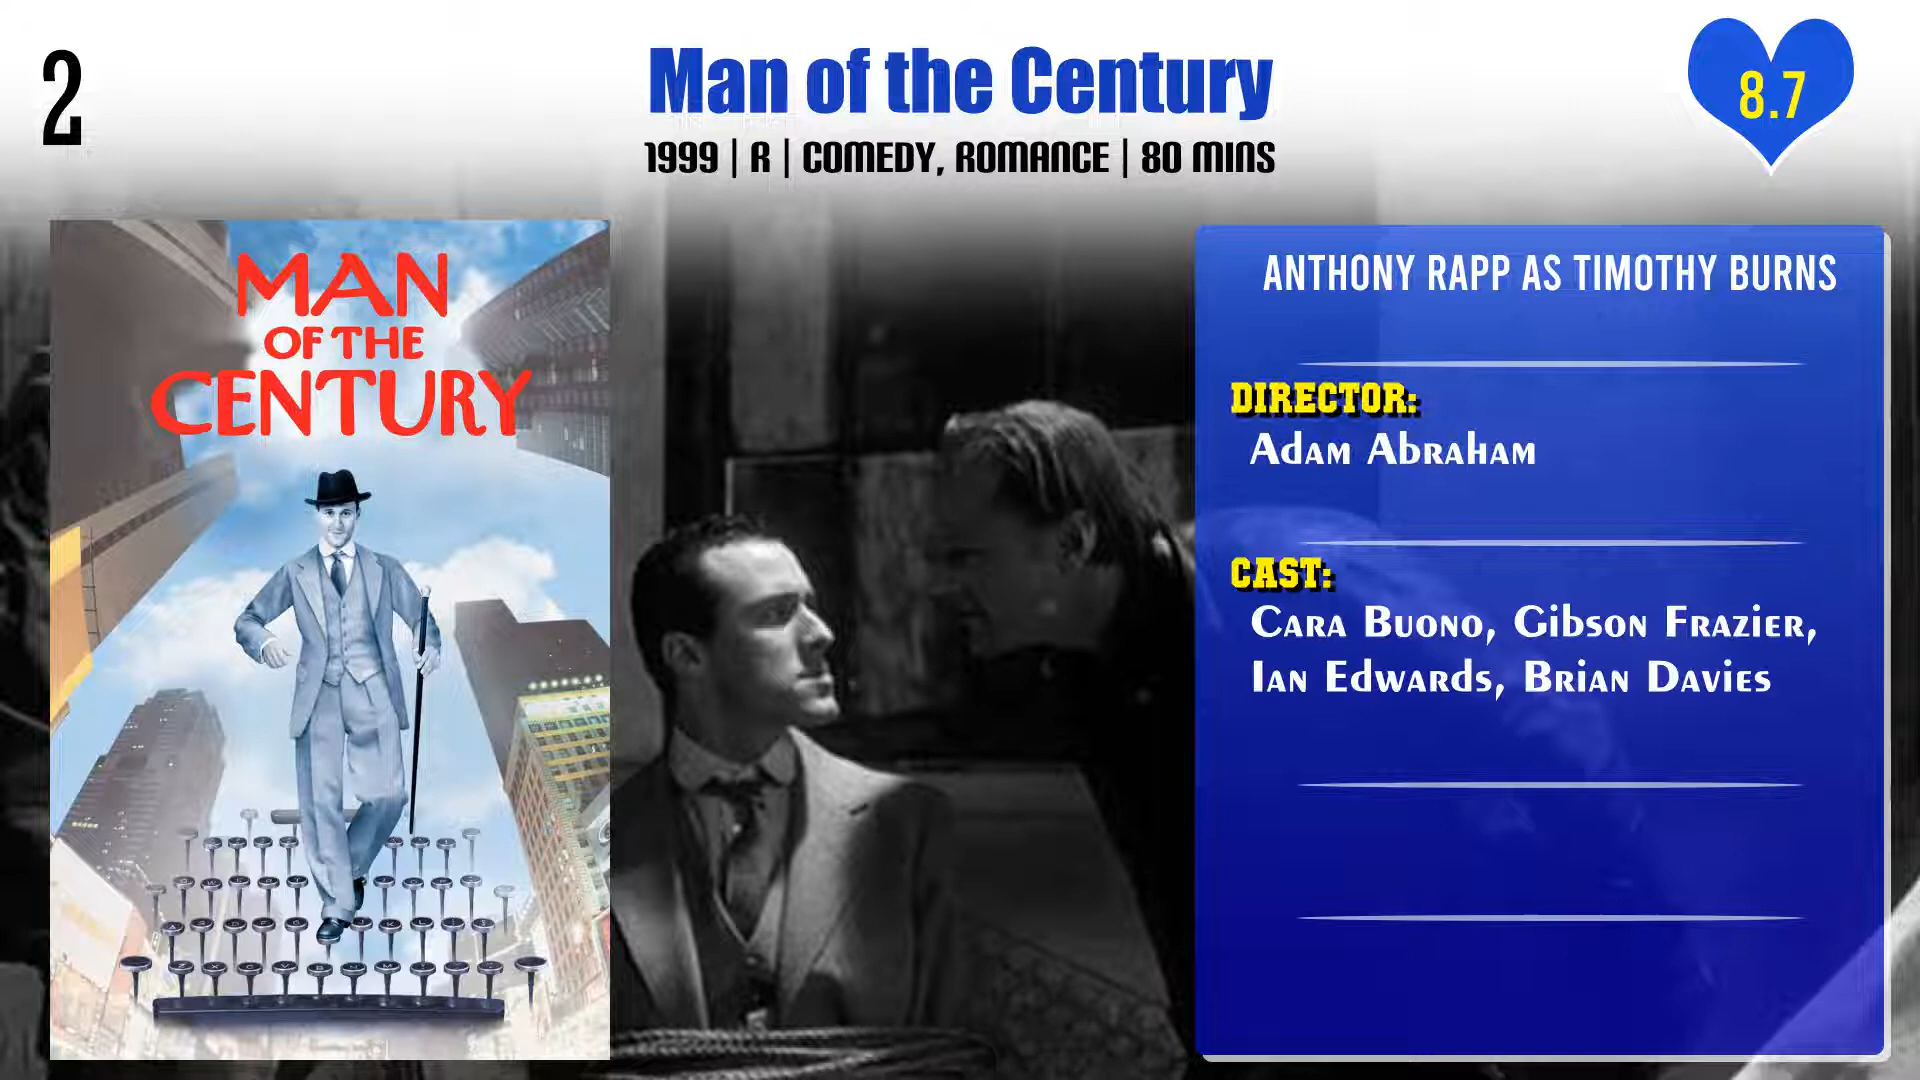 2
Man of the Century
8.7
1999 | R | COMEDY, ROMANCE | 80 MINS
MAN
OF THE
CENTURY
ANTHONY RAPP AS TIMOTHY BURNS
DIRECTOR:
Adam Abraham
CAST:
Cara Buono, Gibson Frazier,
Ian Edwards, Brian Davies